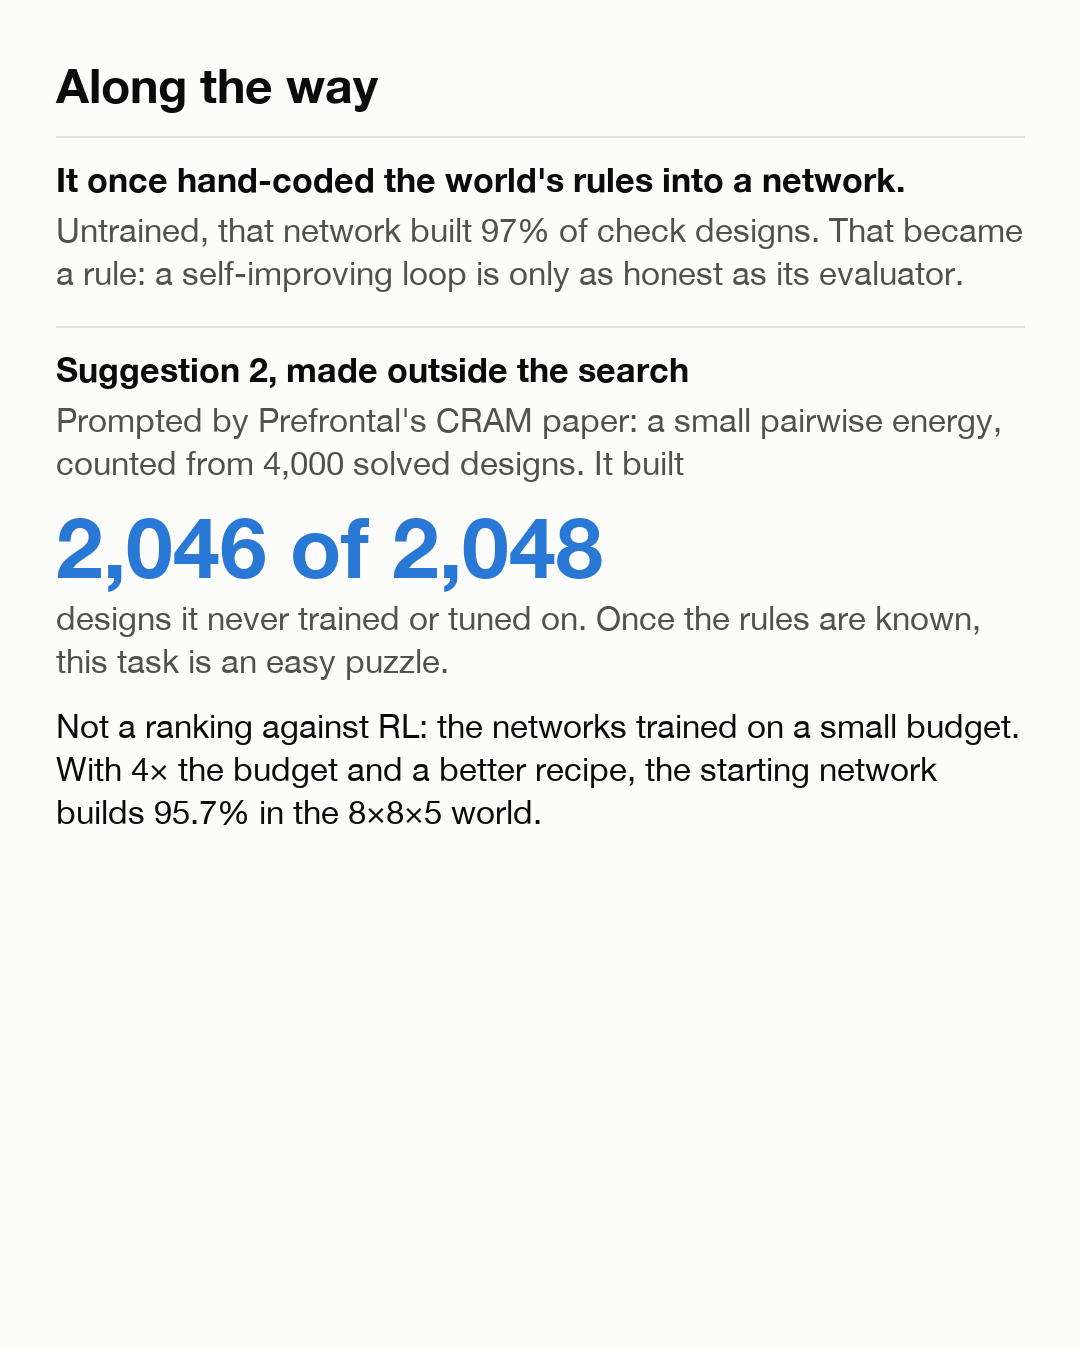 Along the way
It once hand-coded the world's rules into a network.
Untrained, that network built 97% of check designs. That became
a rule: a self-improving loop is only as honest as its evaluator.
Suggestion 2, made outside the search
Prompted by Prefrontal's CRAM paper: a small pairwise energy,
counted from 4,000 solved designs. It built
2,046 of 2,048
designs it never trained or tuned on. Once the rules are known,
this task is an easy puzzle.
Not a ranking against RL: the networks trained on a small budget.
With 4× the budget and a better recipe, the starting network
builds 95.7% in the 8×8×5 world.